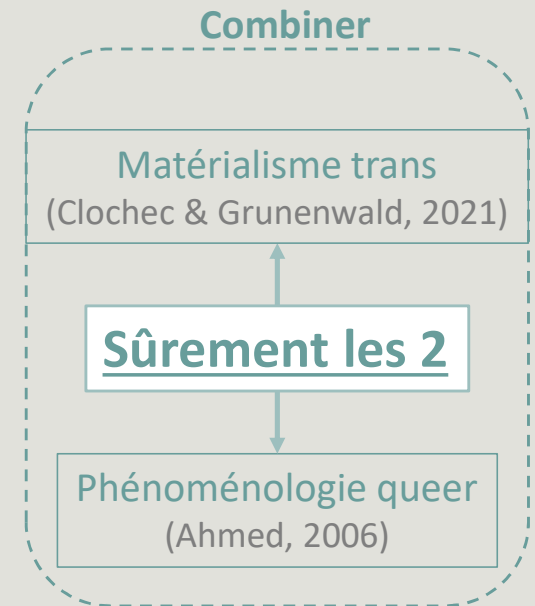 Combiner
Matérialisme trans
(Clochec & Grunenwald, 2021)
Sûrement les 2
Phénoménologie queer
(Ahmed, 2006)